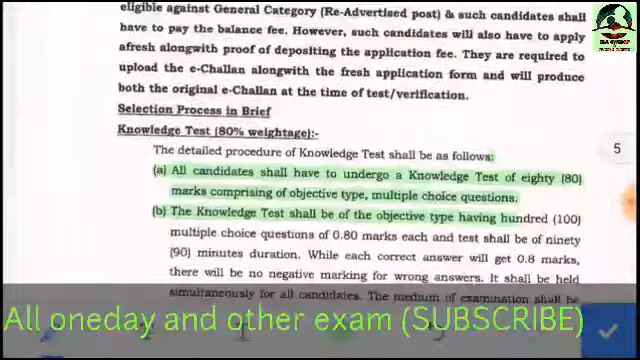 eligible against General Category (Re-Advertised post) & such candidates shall
have to pay the balance fee. However, such candidates will also have to apply
afresh alongwith proof of depositing the application fee. They are required to
upload the e-Challan alongwith the fresh application form and will produce
both the original e-Challan at the time of test/verification.
Selection Process in Brief
Knowledge Test (80% weightage):-
The detailed procedure of Knowledge Test shall be as follows:
5
(a) All candidates shall have to undergo a Knowledge Test of eighty (80)
marks comprising of objective type, multiple choice questions.
(b) The Knowledge Test shall be of the objective type having hundred (100)
multiple choice questions of 0.80 marks each and test shall be of ninety
(90) minutes duration. While each correct answer will get 0.8 marks,
there will be no negative marking for wrong answers. It shall be held
simultaneously for all candidates. The medium of examination shall be
All oneday and other exam (SUBSCRIBE)